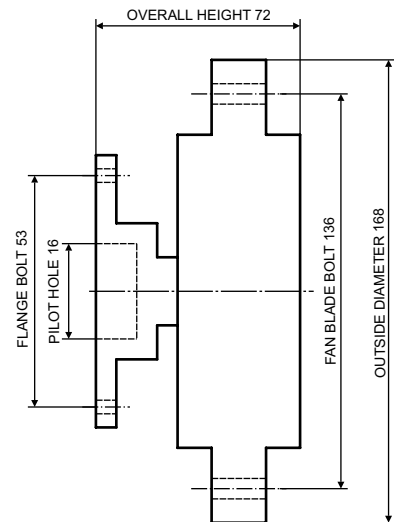 OVERALL HEIGHT 72
FLANGE BOLT 53
PILOT HOLE 16
FAN BLADE BOLT 136
OUTSIDE DIAMETER 168